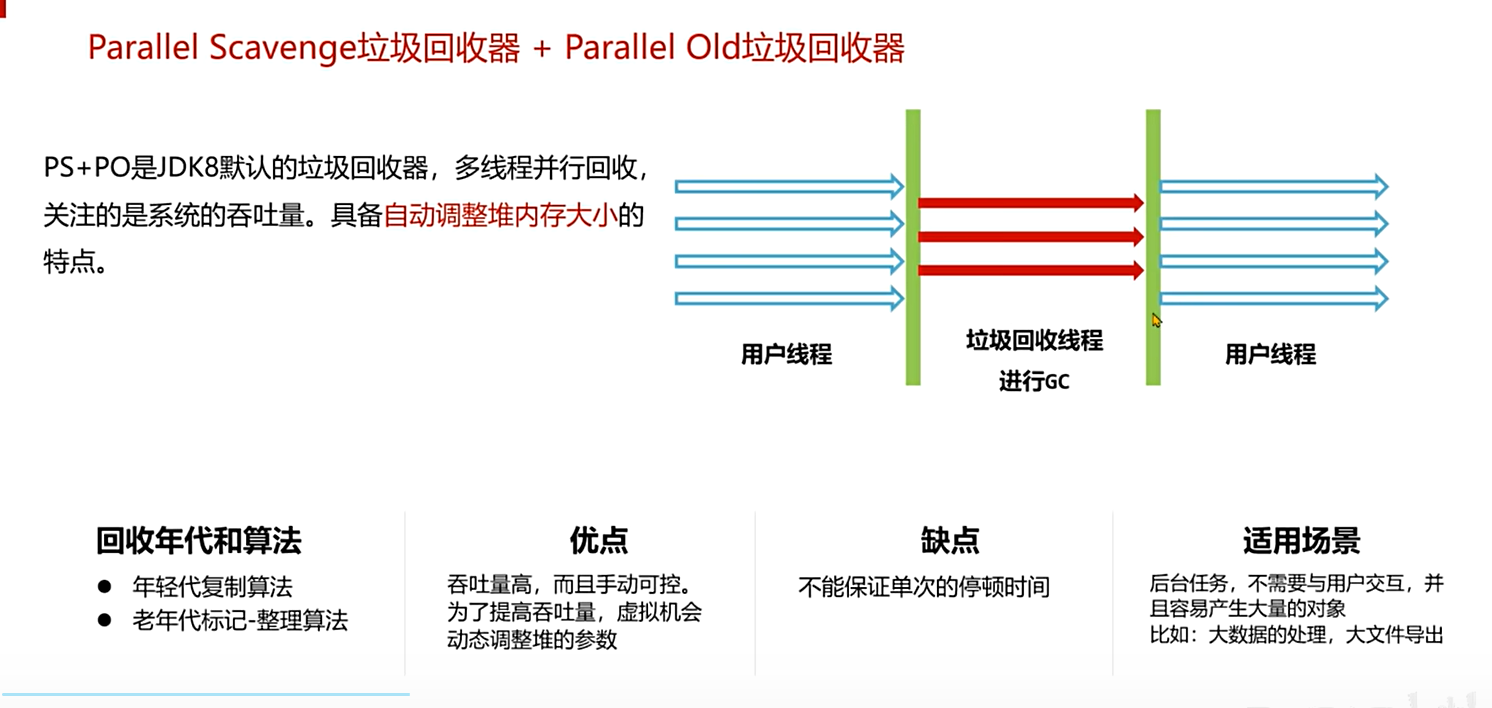 Parallel Scavenge垃圾回收器 + Parallel Old垃圾回收器
PS+PO是JDK8默认的垃圾回收器，多线程并行回收，
关注的是系统的吞吐量。具备自动调整堆内存大小的
特点。
用户线程
垃圾回收线程
进行GC
用户线程
回收年代和算法
● 年轻代复制算法
● 老年代标记-整理算法
优点
吞吐量高，而且手动可控。
为了提高吞吐量，虚拟机会
动态调整堆的参数
缺点
不能保证单次的停顿时间
适用场景
后台任务，不需要与用户交互，并
且容易产生大量的对象
比如：大数据的处理，大文件导出